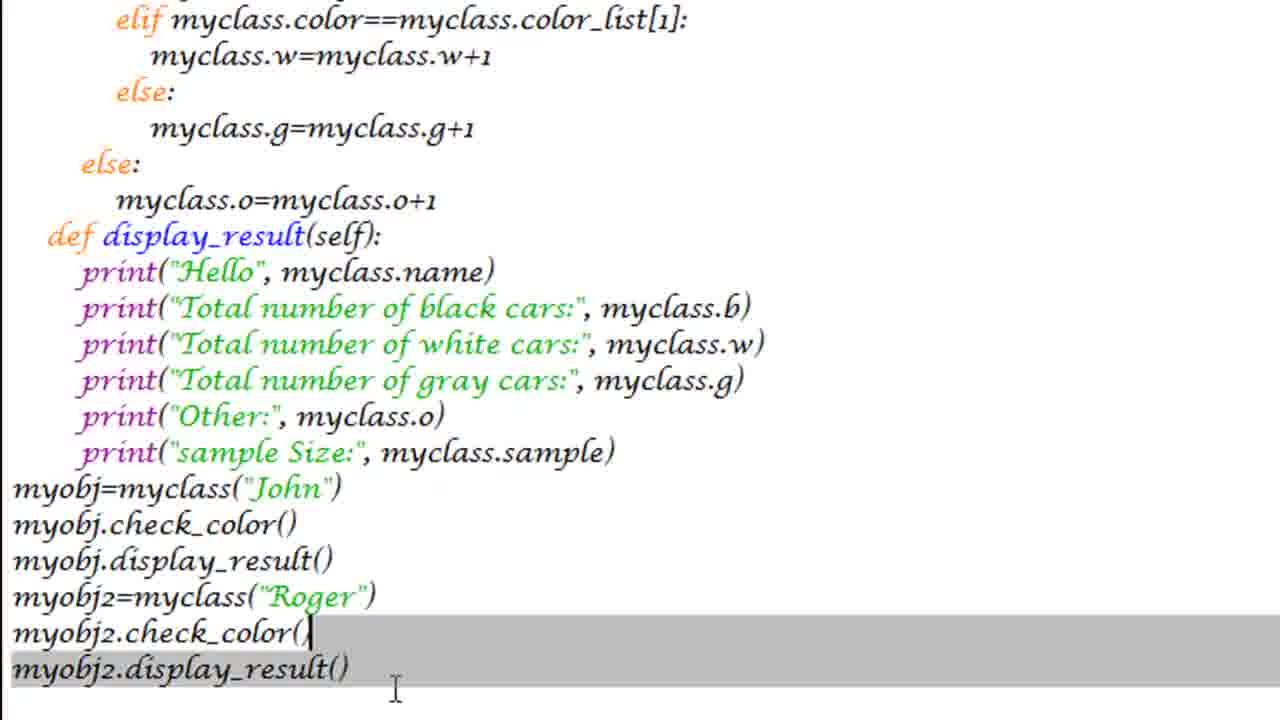 elif myclass.color==myclass.color_list[1]:
myclass.w=myclass.w+1
else:
myclass.g=myclass.g+1
else:
myclass.o=myclass.o+1
def display_result(self):
print("Hello", myclass.name)
print("Total number of black cars:", myclass.b)
print("Total number of white cars:", myclass.w)
print("Total number of gray cars:", myclass.g)
print("Other:", myclass.o)
print("sample Size:", myclass.sample)
myobj=myclass("John")
myobj.check_color()
myobj.display_result()
myobj2=myclass("Roger")
myobj2.check_color()
myobj2.display_result()